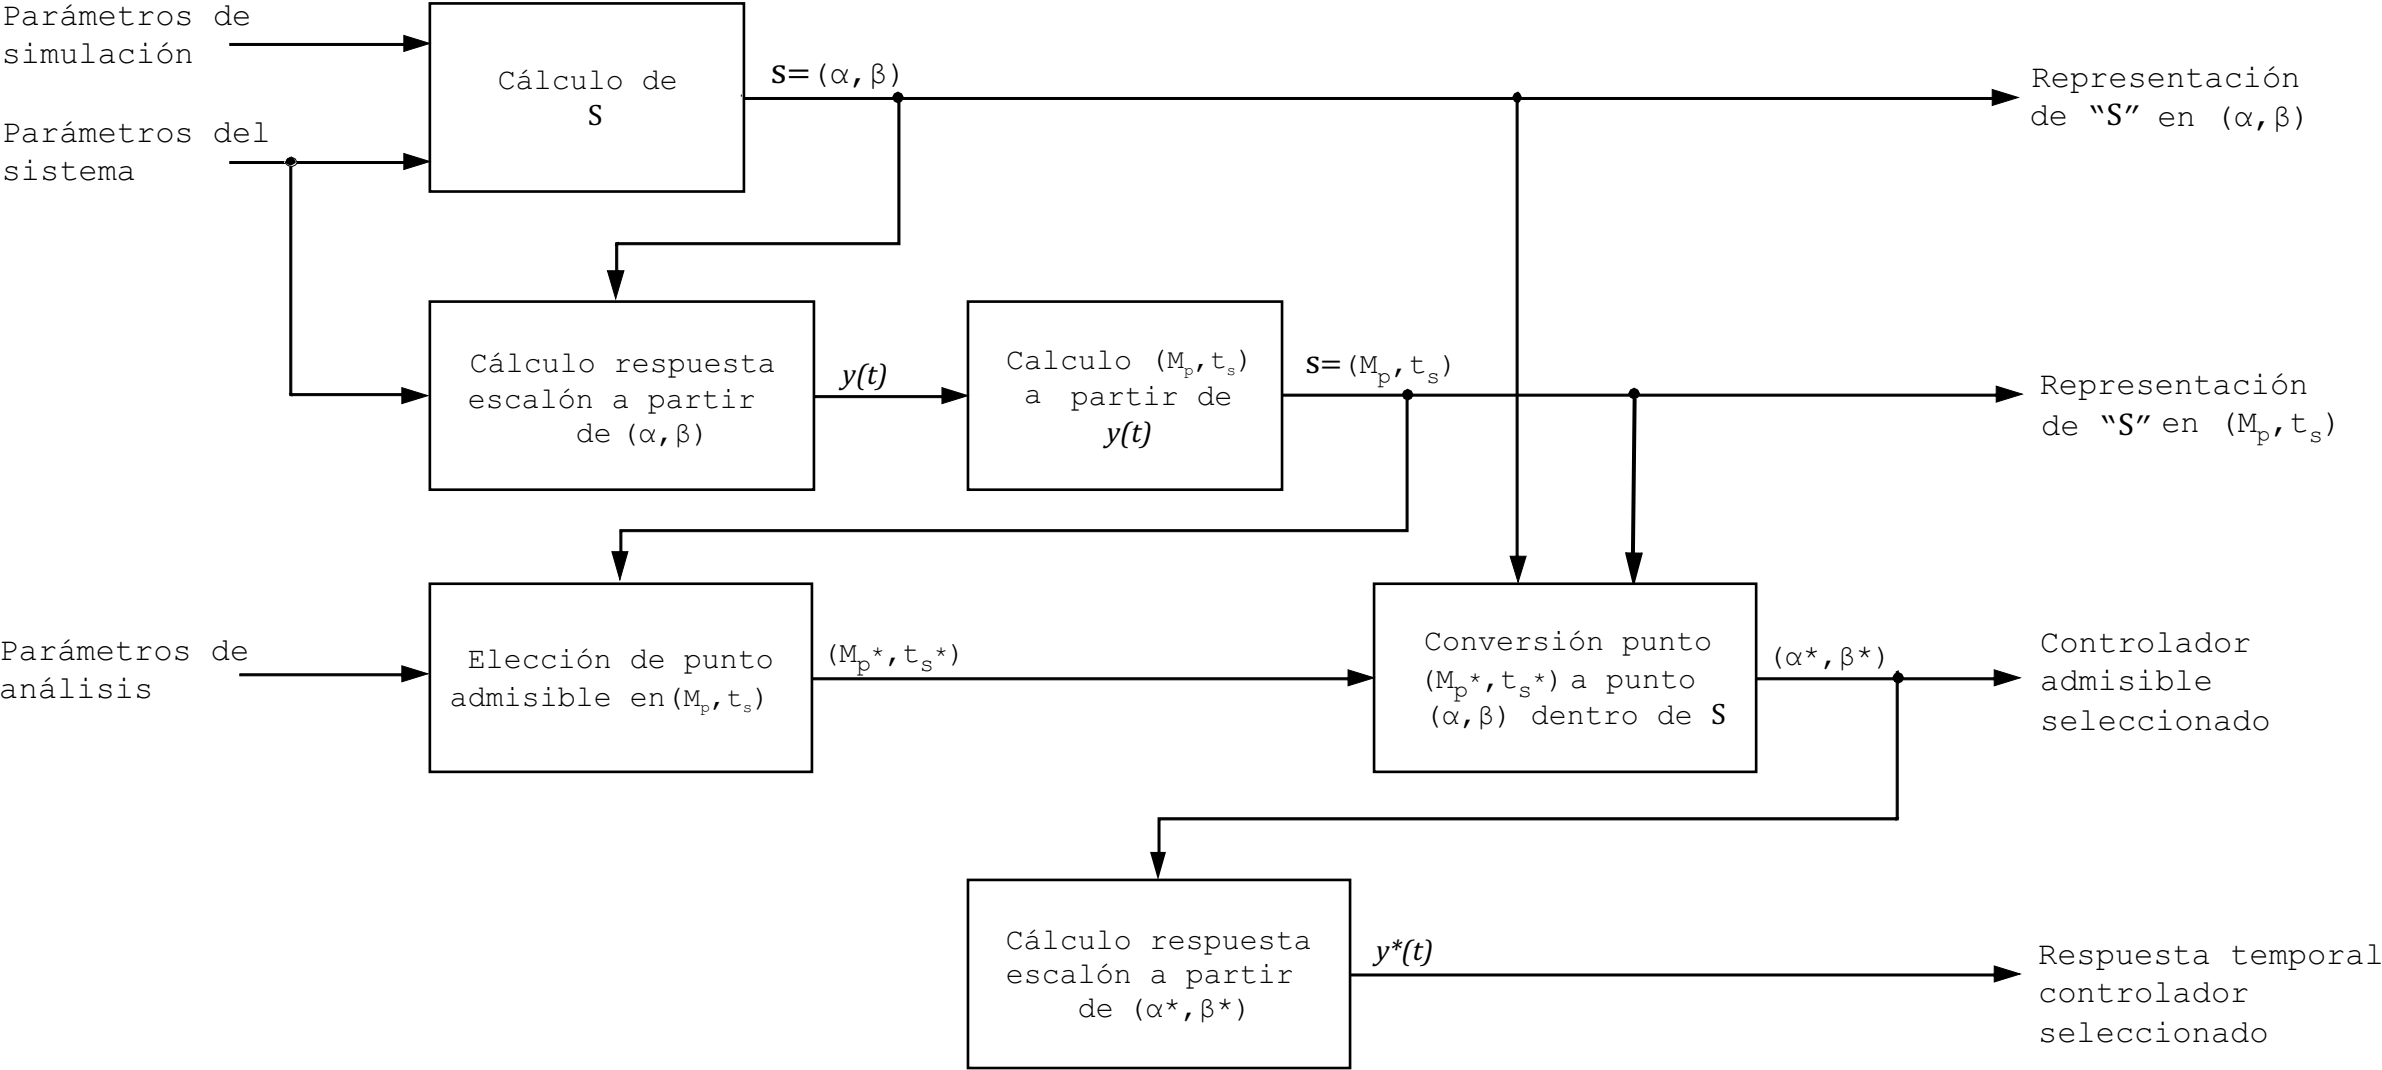 Parámetros de
simulación
Cálculo de
S
s=(α,β)
Representación
de “S” en (α,β)
Parámetros del
sistema
Cálculo respuesta
escalón a partir
de (α,β)
y(t)
Calculo (Mp,ts)
a partir de
y(t)
s=(Mp,ts)
Representación
de “S” en (Mp,ts)
Parámetros de
análisis
Elección de punto
admisible en(Mp,ts)
(Mp*,ts*)
Conversión punto
(Mp*,ts*) a punto
(α,β) dentro de S
(α*,β*)
Controlador
admisible
seleccionado
Cálculo respuesta
escalón a partir
de (α*,β*)
y*(t)
Respuesta temporal
controlador
seleccionado